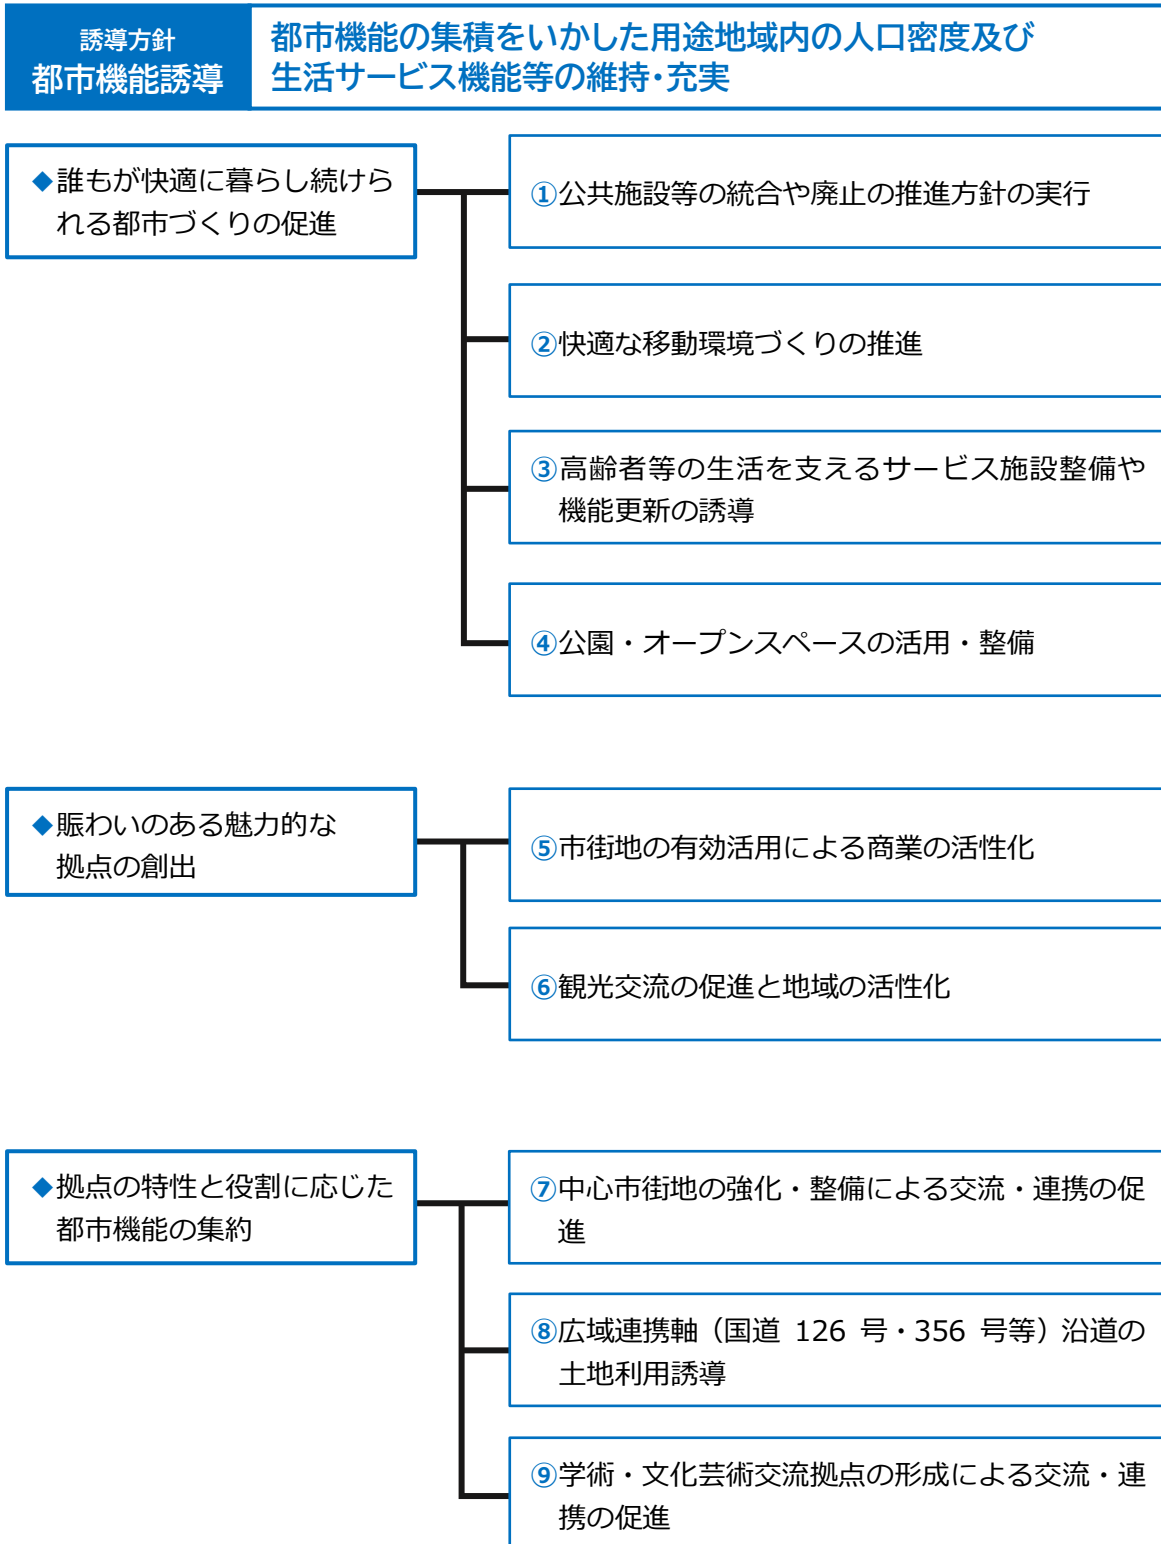 誘導方針
都市機能誘導
都市機能の集積をいかした用途地域内の人口密度及び
生活サービス機能等の維持・充実
◆誰もが快適に暮らし続けら
れる都市づくりの促進
①公共施設等の統合や廃止の推進方針の実行
②快適な移動環境づくりの推進
③高齢者等の生活を支えるサービス施設整備や
機能更新の誘導
④公園・オープンスペースの活用・整備
◆賑わいのある魅力的な
拠点の創出
⑤市街地の有効活用による商業の活性化
⑥観光交流の促進と地域の活性化
◆拠点の特性と役割に応じた
都市機能の集約
⑦中心市街地の強化・整備による交流・連携の促
進
⑧広域連携軸（国道 126 号・356 号等）沿道の
土地利用誘導
⑨学術・文化芸術交流拠点の形成による交流・連
携の促進